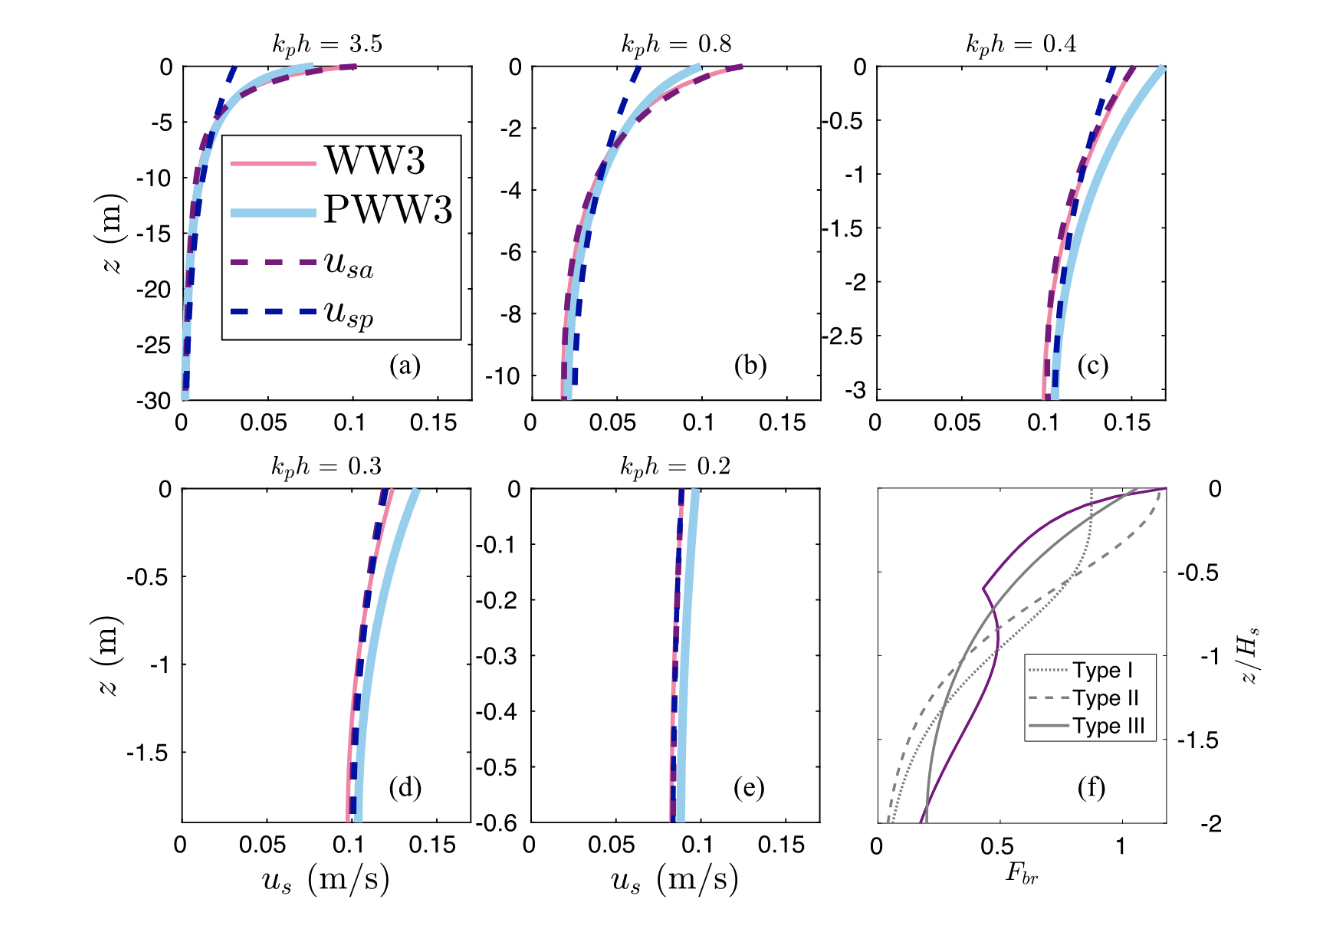 k_p h = 3.5
k_p h = 0.8
k_p h = 0.4
0
-5
-10
-15
-20
-25
-30
z (m)
WW3
PWW3
u_sa
u_sp
(a)
0 0.05 0.1 0.15
0
-2
-4
-6
-8
-10
(b)
0 0.05 0.1 0.15
0
-0.5
-1
-1.5
-2
-2.5
-3
(c)
0 0.05 0.1 0.15
k_p h = 0.3
k_p h = 0.2
0
-0.5
-1
-1.5
z (m)
(d)
0 0.05 0.1 0.15
u_s (m/s)
0
-0.1
-0.2
-0.3
-0.4
-0.5
-0.6
(e)
0 0.05 0.1 0.15
u_s (m/s)
0
-0.5
-1
-1.5
-2
z/H_s
Type I
Type II
Type III
(f)
0 0.5 1
F_br